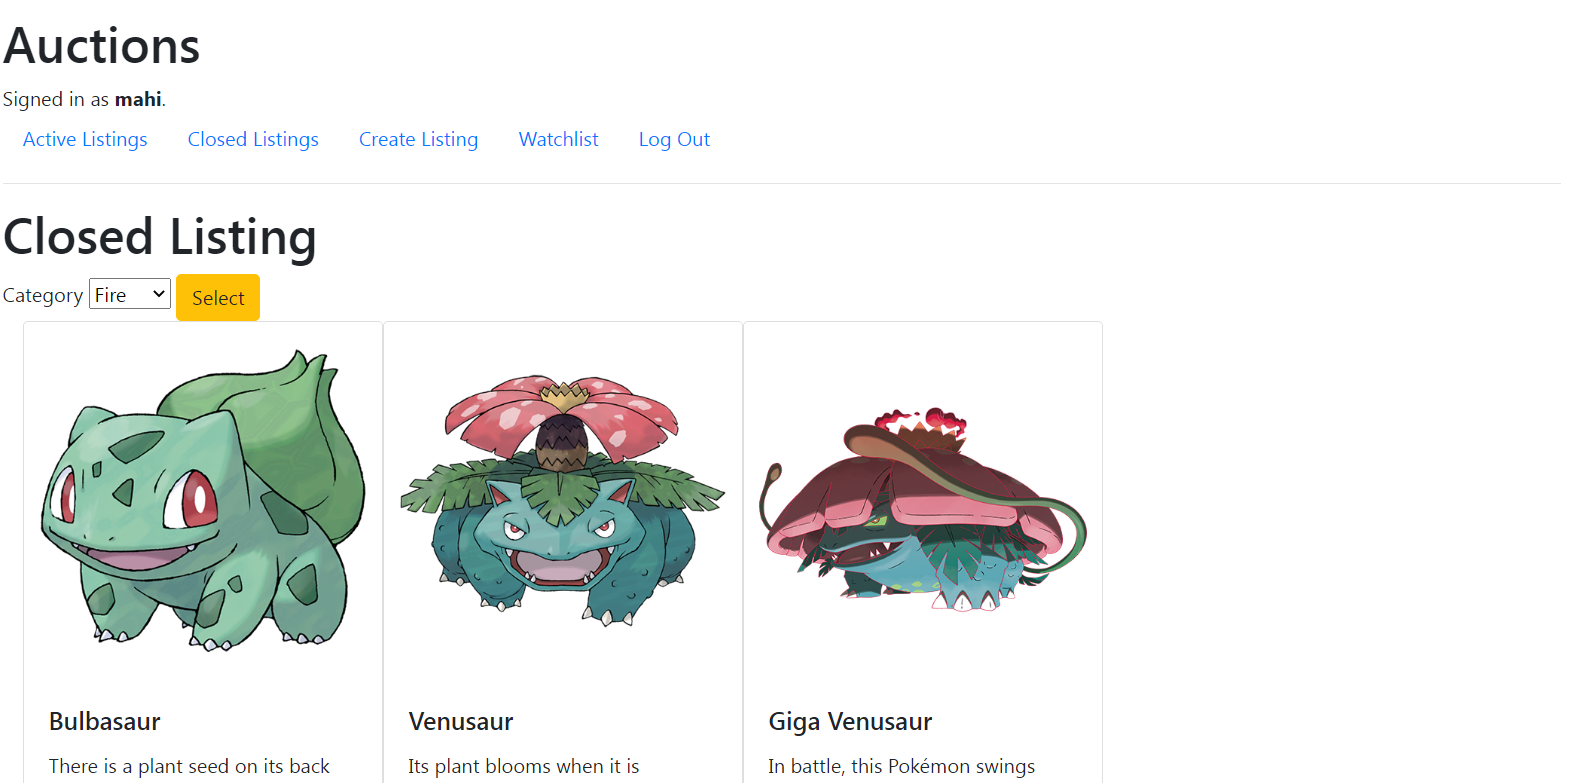 Auctions
Signed in as mahi.
Active Listings Closed Listings Create Listing Watchlist Log Out
Closed Listing
Category Fire Select
Bulbasaur Venusaur Giga Venusaur
There is a plant seed on its back Its plant blooms when it is In battle, this Pokémon swings